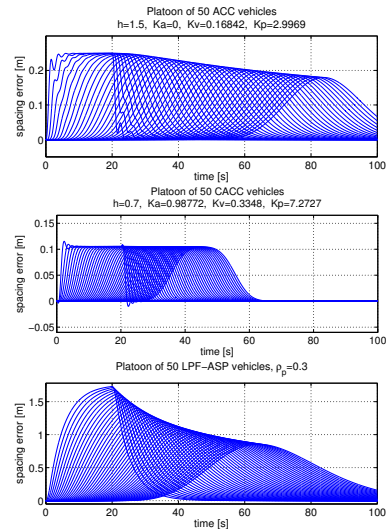 Platoon of 50 ACC vehicles
h=1.5, Ka=0, Kv=0.16842, Kp=2.9969
spacing error [m]
0.2
0.1
0
0 20 40 60 80 100
time [s]
Platoon of 50 CACC vehicles
h=0.7, Ka=0.98772, Kv=0.3348, Kp=7.2727
spacing error [m]
0.15
0.1
0.05
0
-0.05
0 20 40 60 80 100
time [s]
Platoon of 50 LPF-ASP vehicles, ρp=0.3
spacing error [m]
1.5
1
0.5
0
0 20 40 60 80 100
time [s]